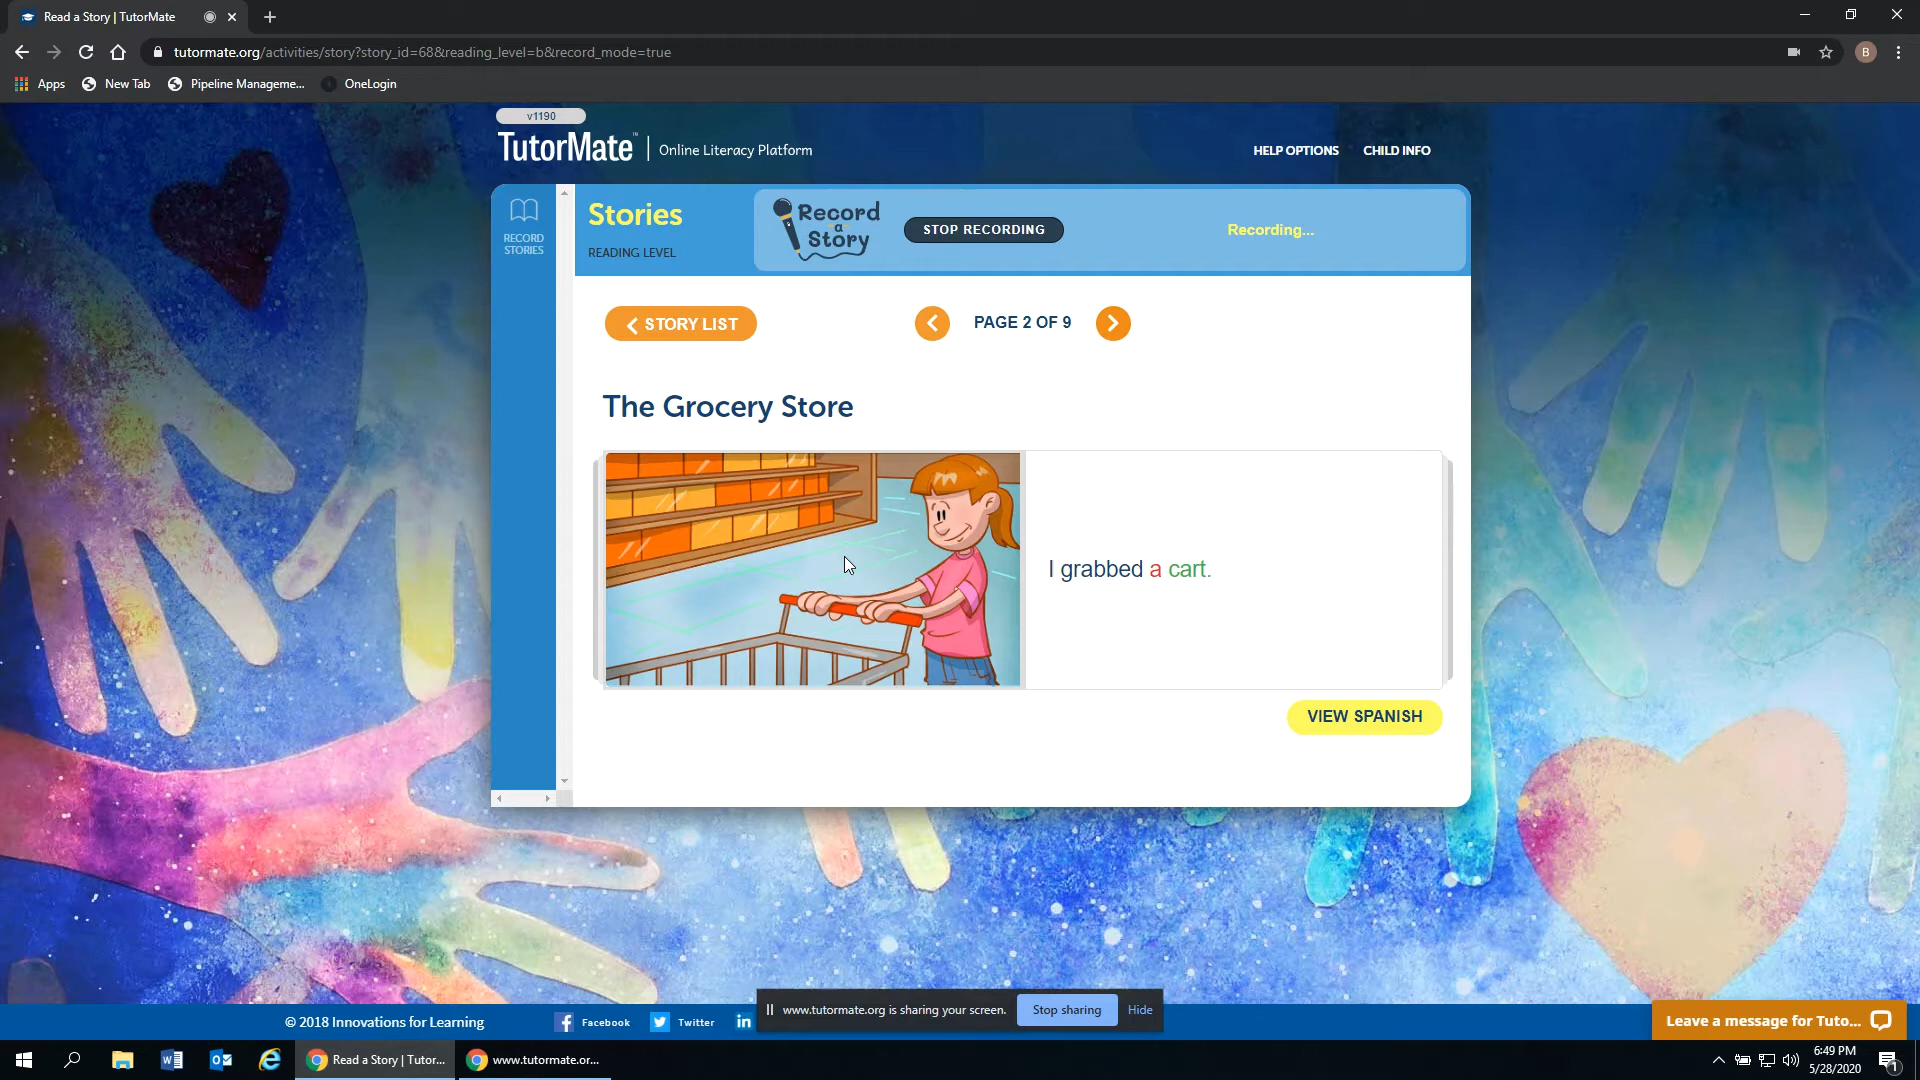 Read a Story | TutorMate
tutormate.org/activities/story?story_id=68&reading_level=b&record_mode=true
B
Apps
New Tab
Pipeline Manageme...
OneLogin
v1190
TutorMate™ | Online Literacy Platform
HELP OPTIONS
CHILD INFO
RECORD
STORIES
Stories
READING LEVEL
Record
a
Story
STOP RECORDING
Recording...
STORY LIST
PAGE 2 OF 9
The Grocery Store
I grabbed a cart.
VIEW SPANISH
© 2018 Innovations for Learning
Facebook
Twitter
in
www.tutormate.org is sharing your screen.
Stop sharing
Hide
Leave a message for Tuto...
Read a Story | Tutor...
www.tutormate.or...
6:49 PM
5/28/2020
1